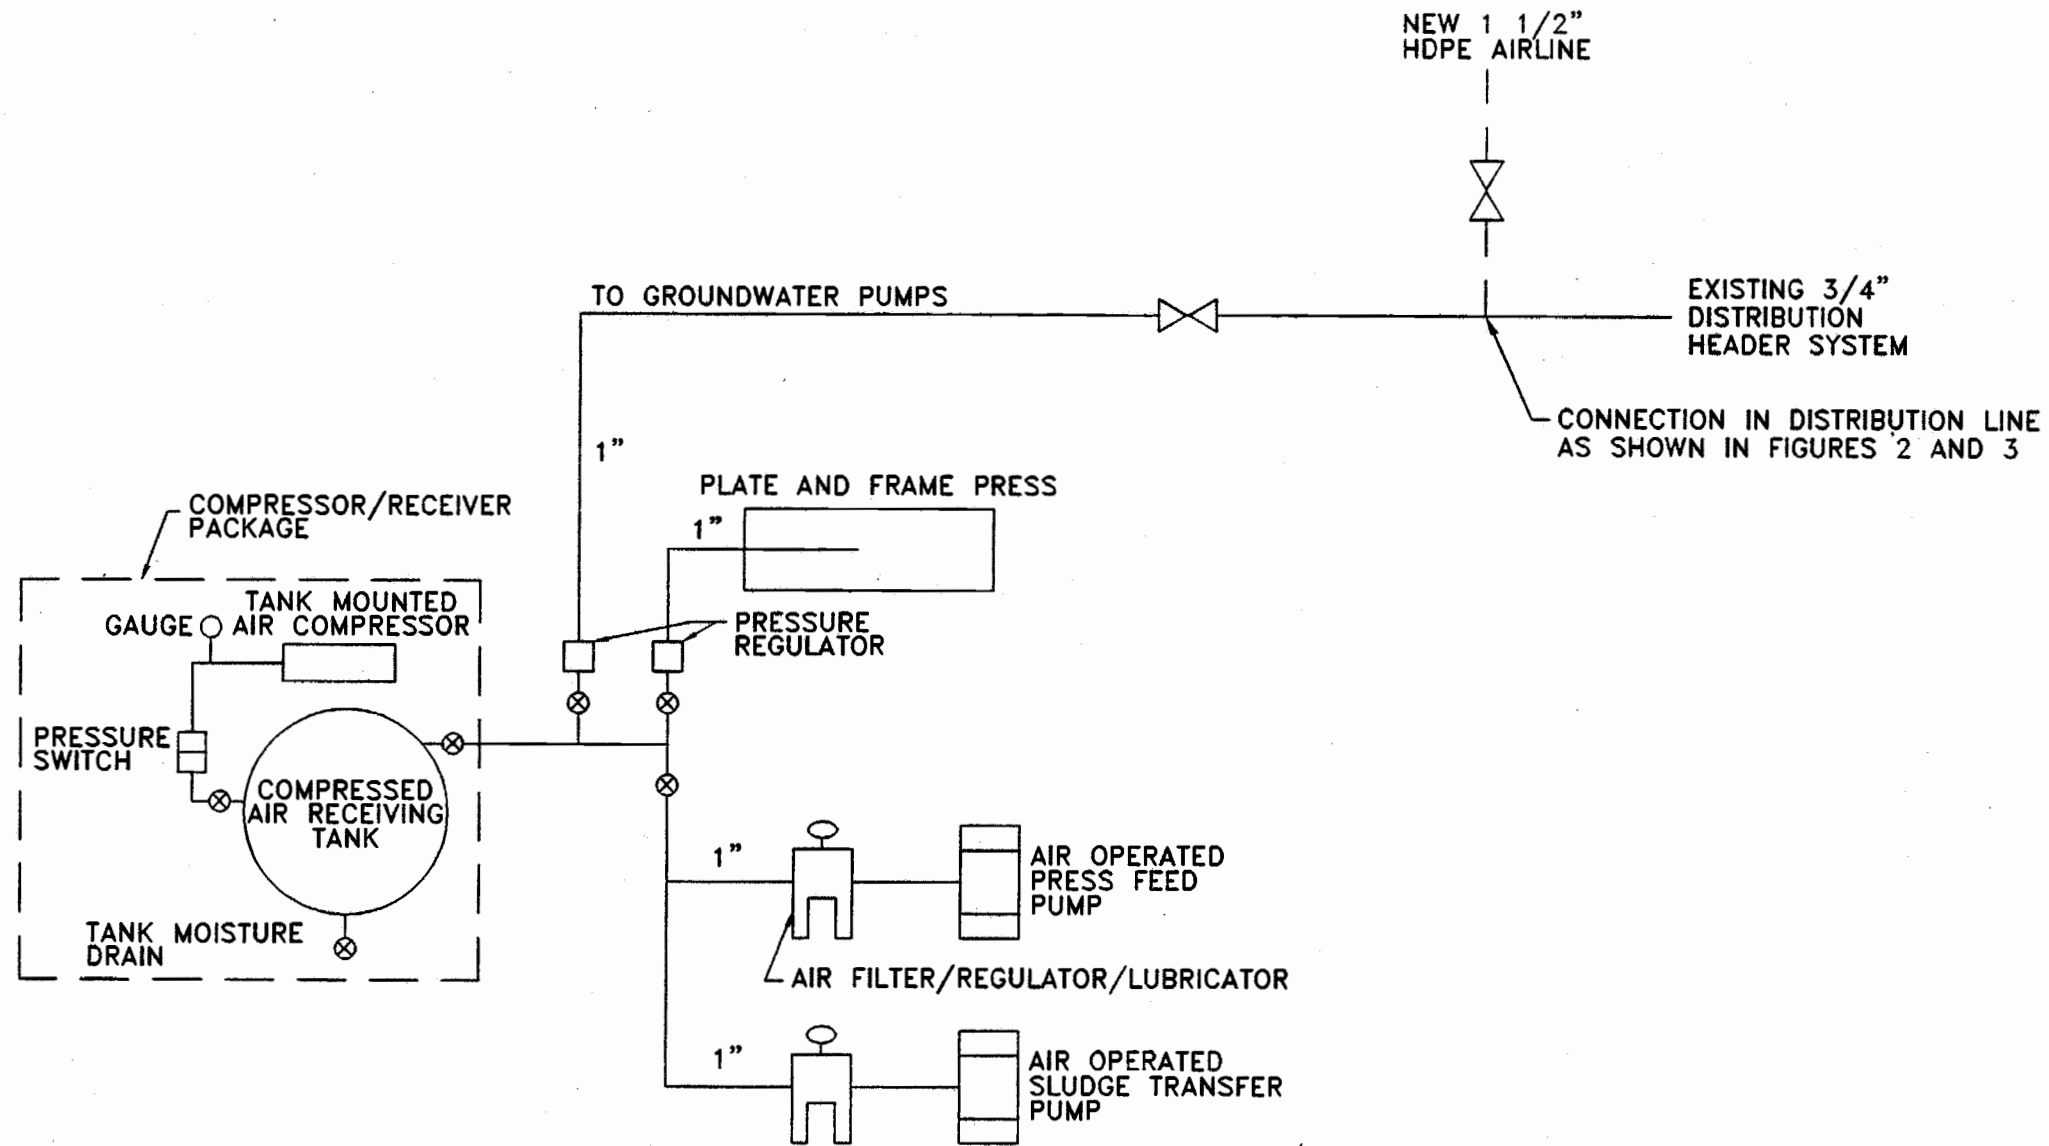 NEW 1 1/2"
HDPE AIRLINE
TO GROUNDWATER PUMPS
EXISTING 3/4"
DISTRIBUTION
HEADER SYSTEM
CONNECTION IN DISTRIBUTION LINE
AS SHOWN IN FIGURES 2 AND 3
1"
PLATE AND FRAME PRESS
1"
COMPRESSOR/RECEIVER
PACKAGE
TANK MOUNTED
AIR COMPRESSOR
GAUGE
PRESSURE
REGULATOR
PRESSURE
SWITCH
COMPRESSED
AIR RECEIVING
TANK
TANK MOISTURE
DRAIN
1"
AIR OPERATED
PRESS FEED
PUMP
AIR FILTER/REGULATOR/LUBRICATOR
1"
AIR OPERATED
SLUDGE TRANSFER
PUMP